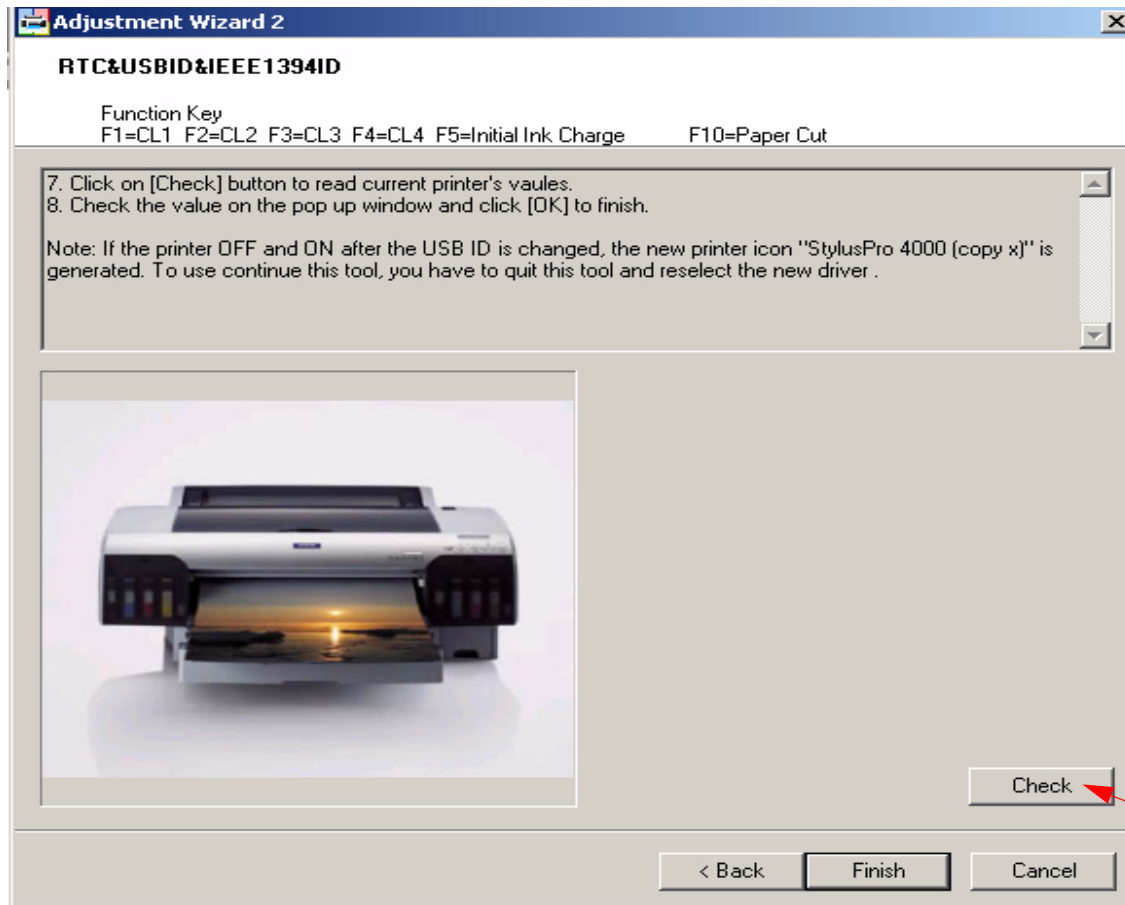 Adjustment Wizard 2
RTC&USBID&IEEE1394ID
Function Key
F1=CL1 F2=CL2 F3=CL3 F4=CL4 F5=Initial Ink Charge F10=Paper Cut
7. Click on [Check] button to read current printer's vaules.
8. Check the value on the pop up window and click [OK] to finish.
Note: If the printer OFF and ON after the USB ID is changed, the new printer icon "StylusPro 4000 (copy x)" is
generated. To use continue this tool, you have to quit this tool and reselect the new driver .
Check
< Back
Finish
Cancel